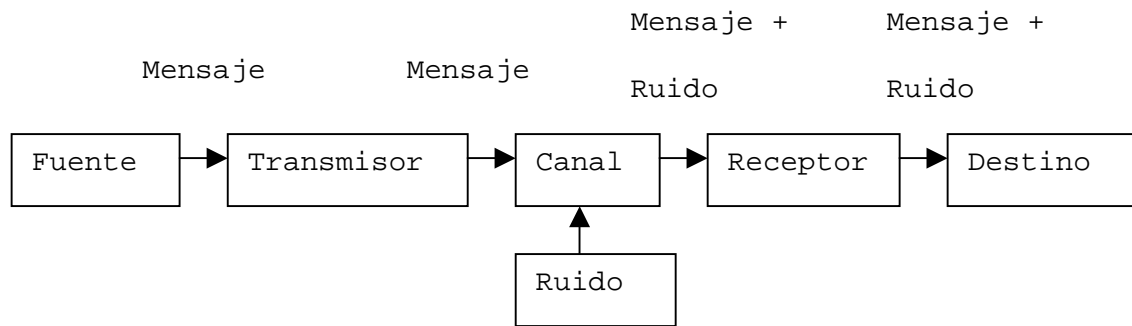 Mensaje +
Mensaje +
Mensaje
Mensaje
Ruido
Ruido
Fuente
Transmisor
Canal
Receptor
Destino
Ruido